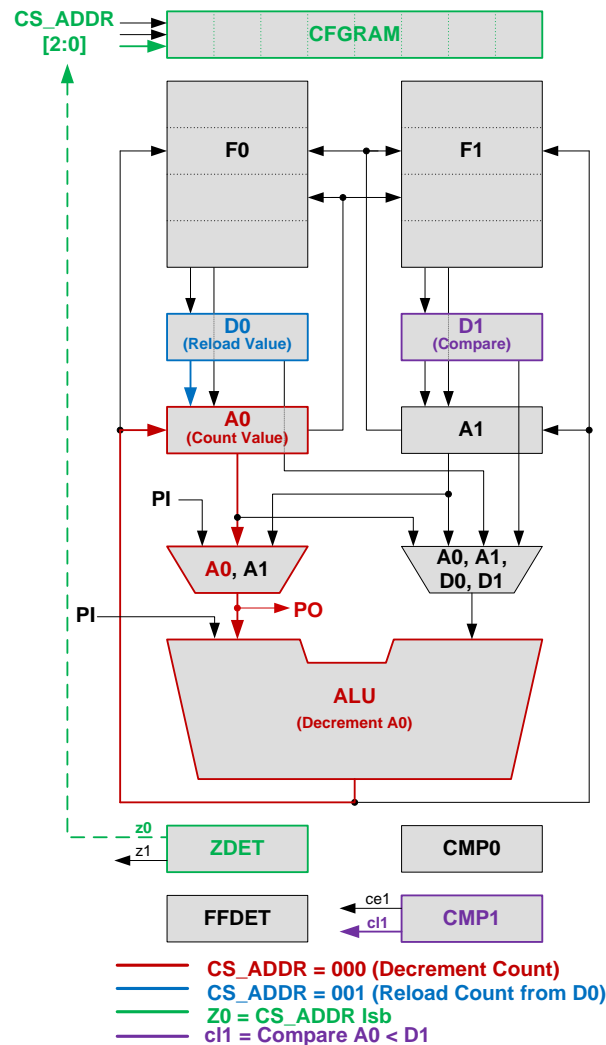 CS_ADDR
[2:0]
CFGRAM
F0
F1
D0
(Reload Value)
D1
(Compare)
A0
(Count Value)
A1
PI
A0, A1
A0, A1,
D0, D1
PO
PI
ALU
(Decrement A0)
z0
z1
ZDET
CMP0
FFDET
ce1
cl1
CMP1
CS_ADDR = 000 (Decrement Count)
CS_ADDR = 001 (Reload Count from D0)
Z0 = CS_ADDR lsb
cl1 = Compare A0 < D1